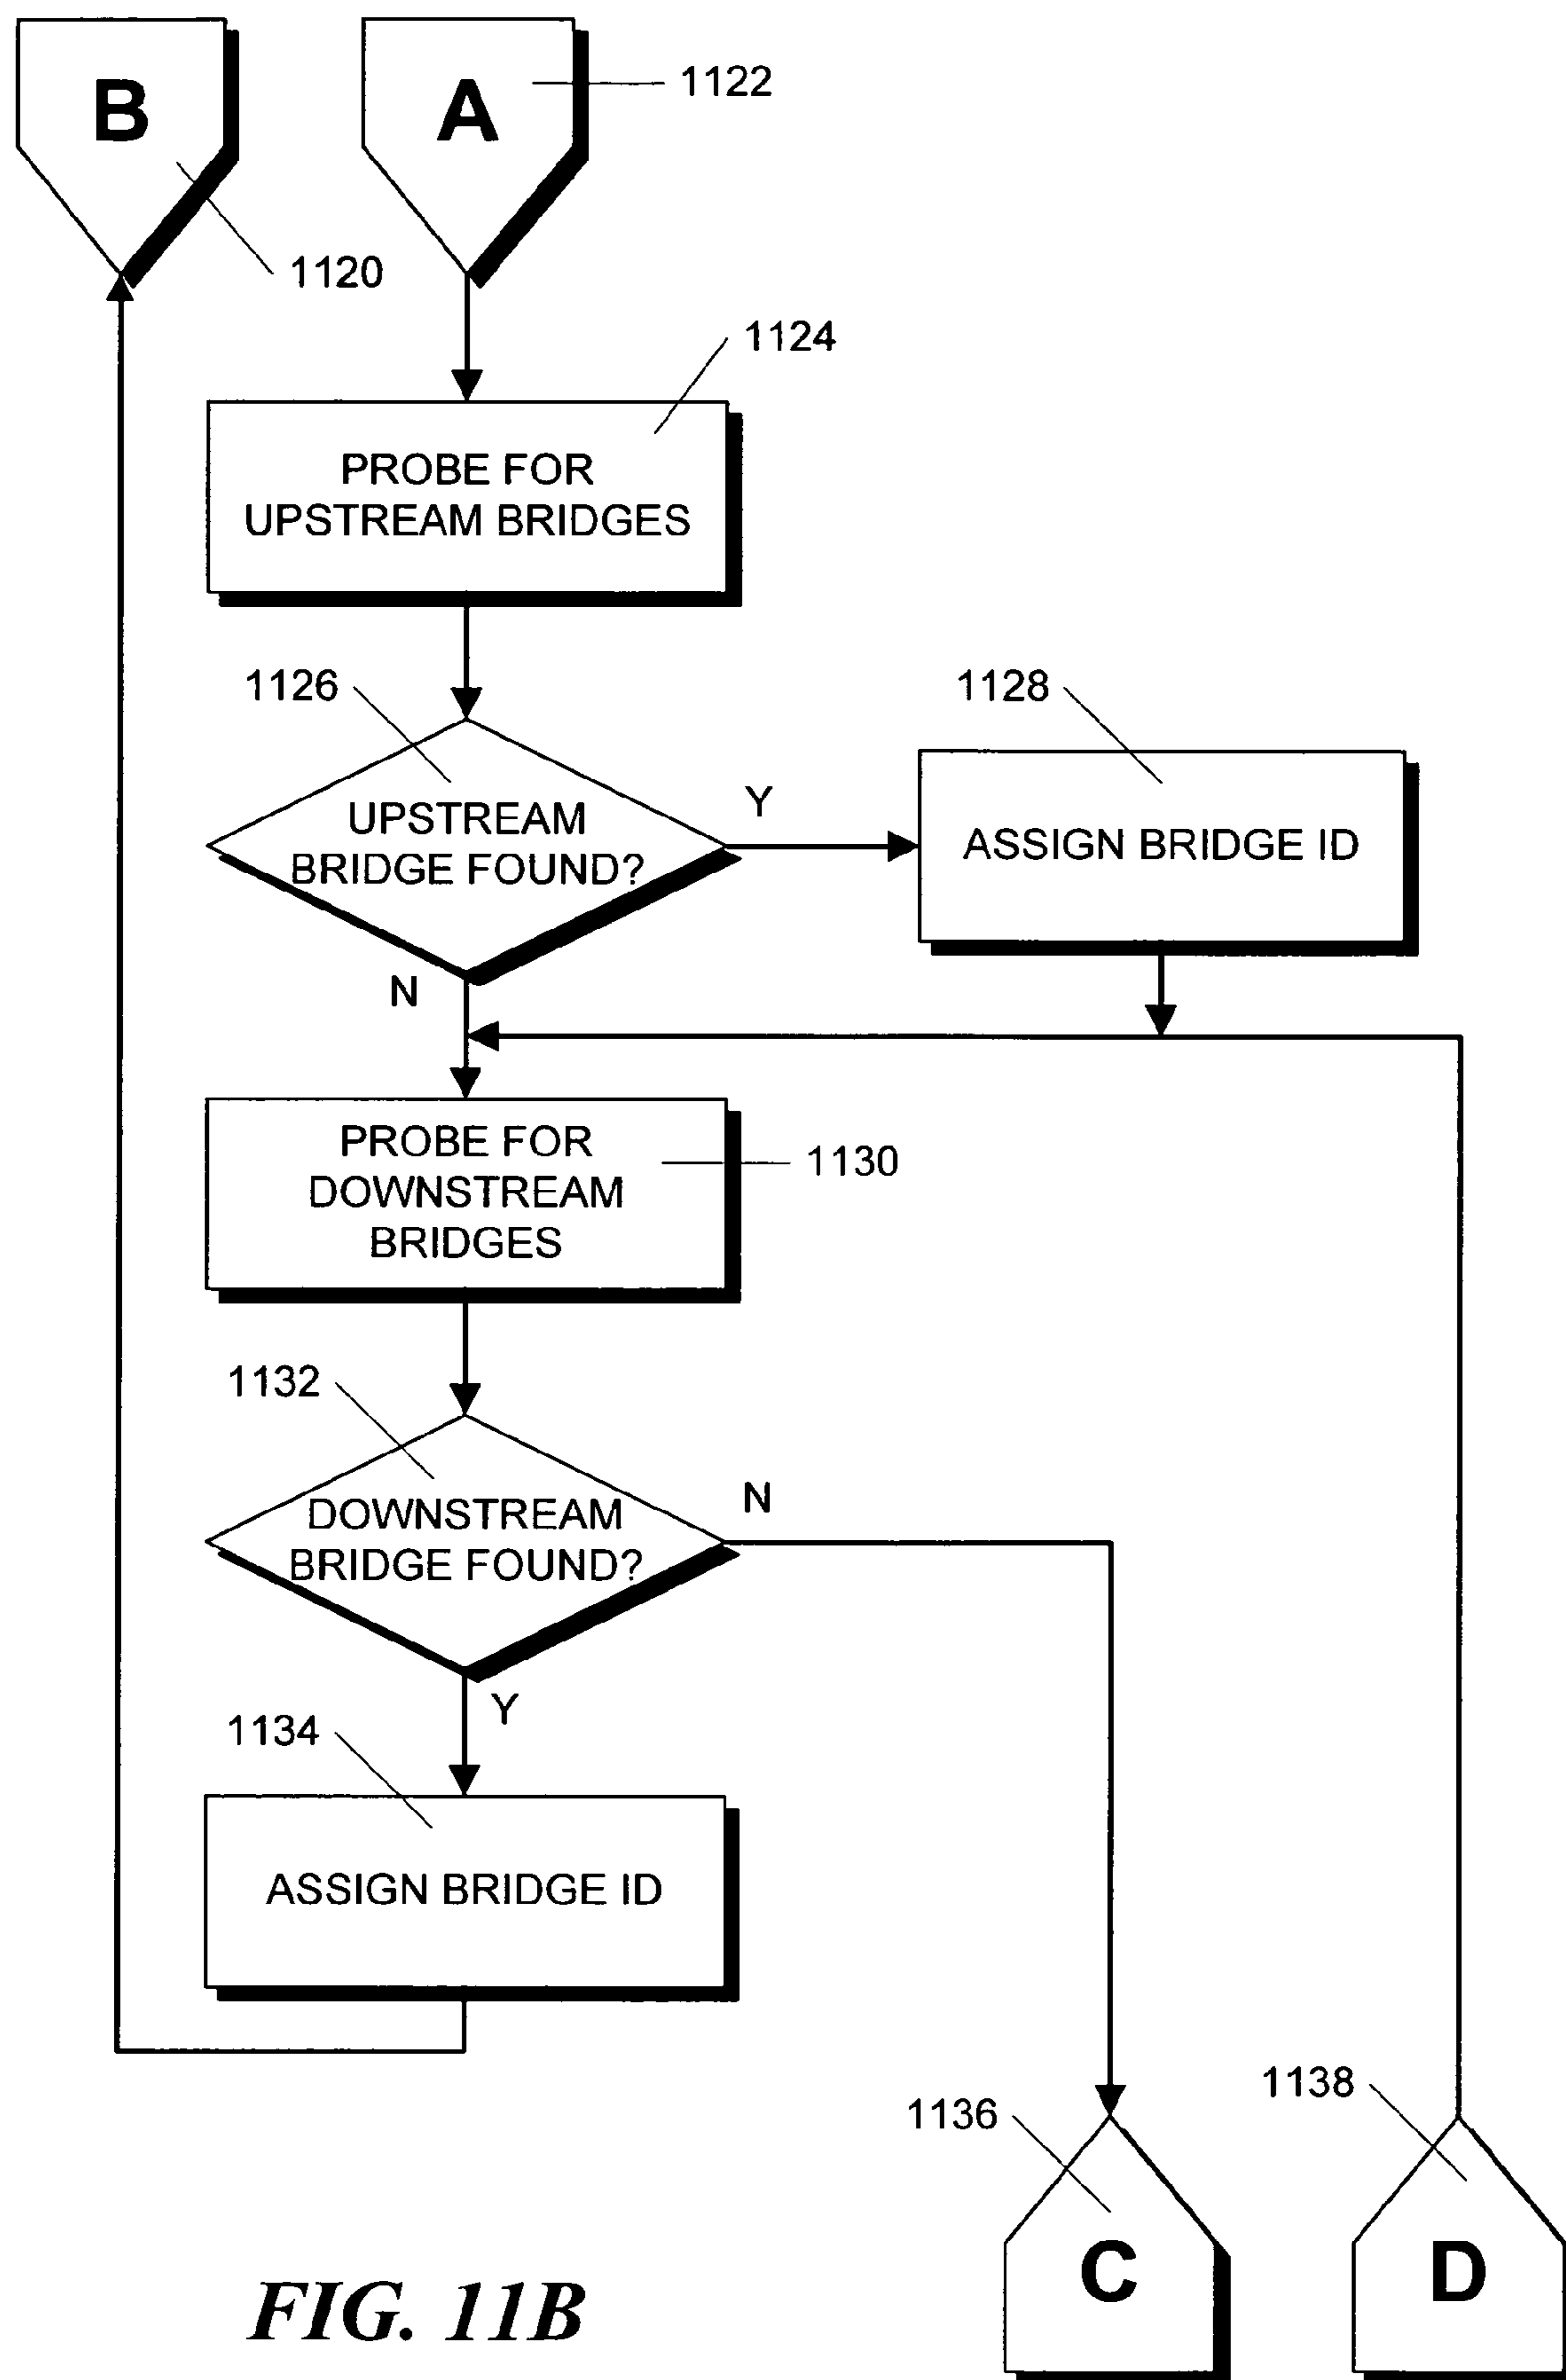 B
A
1122
1120
1124
PROBE FOR
UPSTREAM BRIDGES
1126
1128
UPSTREAM
BRIDGE FOUND?
Y
ASSIGN BRIDGE ID
N
PROBE FOR
DOWNSTREAM
BRIDGES
1130
1132
DOWNSTREAM
BRIDGE FOUND?
N
Y
1134
ASSIGN BRIDGE ID
1136
1138
C
D
FIG. 11B